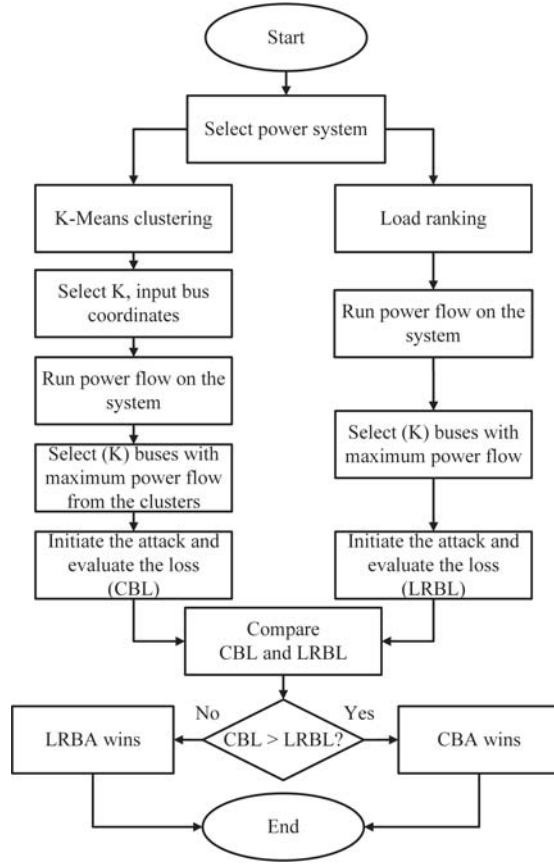 Start
Select power system
K-Means clustering
Load ranking
Select K, input bus
coordinates
Run power flow on the
system
Run power flow on the
system
Select (K) buses with
maximum power flow
from the clusters
Select (K) buses with
maximum power flow
Initiate the attack and
evaluate the loss
(CBL)
Initiate the attack and
evaluate the loss
(LRBL)
Compare
CBL and LRBL
No
Yes
LRBA wins
CBL > LRBL?
CBA wins
End